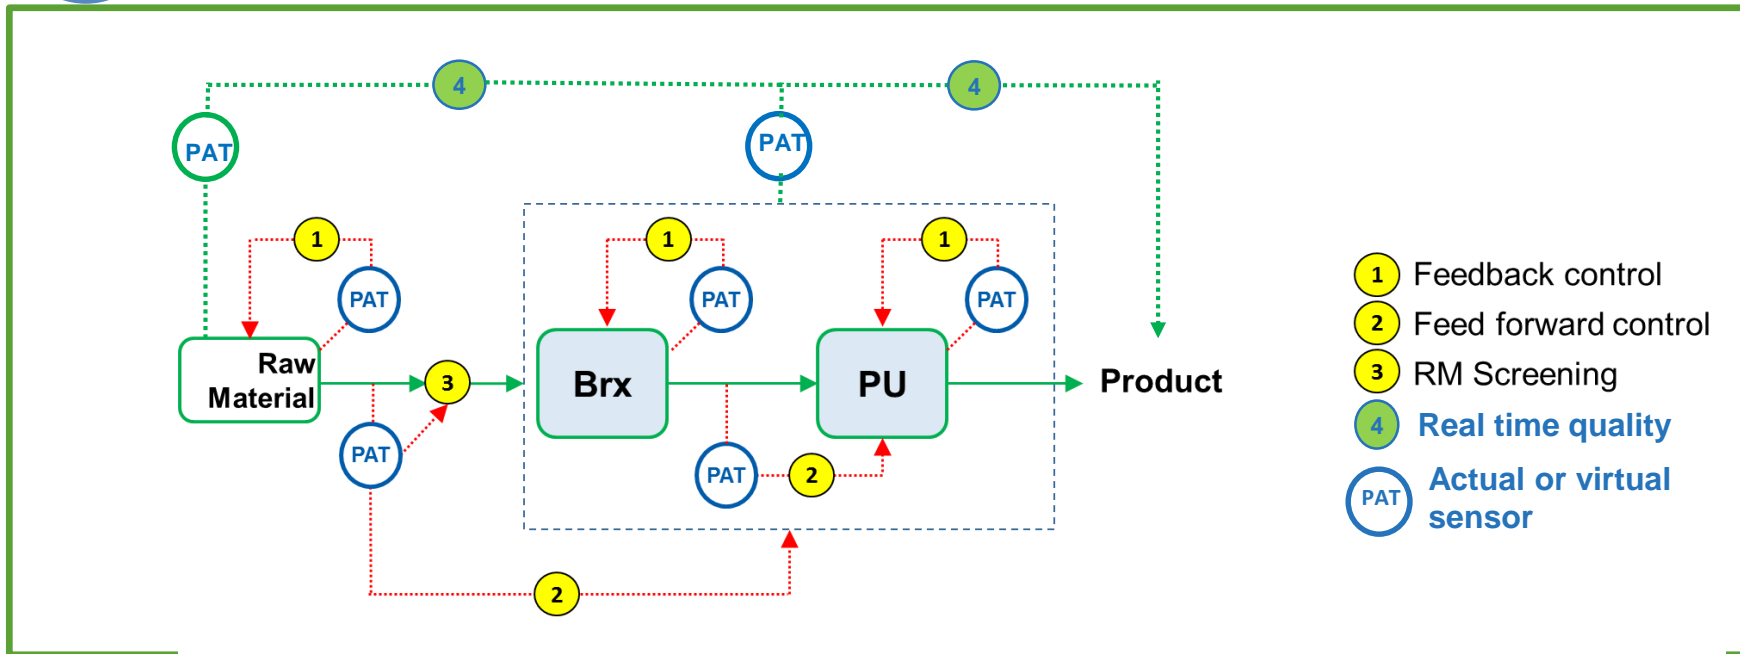 4
4
PAT
PAT
1
1
1
PAT
PAT
PAT
Raw
Material
3
Brx
PU
Product
PAT
PAT
2
2
1 Feedback control
2 Feed forward control
3 RM Screening
4 Real time quality
PAT Actual or virtual
sensor